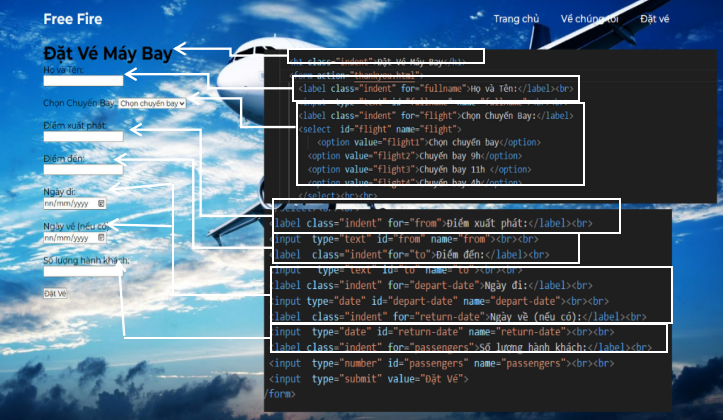 Free Fire
Trang chủ Về chúng tôi Đặt vé
Đặt Vé Máy Bay
Họ và Tên:
Chọn Chuyến Bay: Chọn chuyến bay
Điểm xuất phát:
Điểm đến:
Ngày đi:
nn/mm/yyyy
Ngày về (nếu có):
nn/mm/yyyy
Số lượng hành khách:
Đặt Vé
<h1 class="indent">Đặt Vé Máy Bay</h1>
<form action="thankyou.html">
<label class="indent" for="fullname">Họ và Tên:</label><br>
<input type="text" id="fullname" name="fullname"><br><br>
<label class="indent" for="flight">Chọn Chuyến Bay:</label>
<select id="flight" name="flight">
<option value="flight1">Chọn chuyến bay</option>
<option value="flight2">Chuyến bay 9h</option>
<option value="flight3">Chuyến bay 11h </option>
<option value="flight4">Chuyến bay 4h</option>
</select><br><br>
<label class="indent" for="from">Điểm xuất phát:</label><br>
<input type="text" id="from" name="from"><br><br>
<label class="indent"for="to">Điểm đến:</label><br>
<input type="text" id="to" name="to"><br><br>
<label class="indent" for="depart-date">Ngày đi:</label><br>
<input type="date" id="depart-date" name="depart-date"><br><br>
<label class="indent" for="return-date">Ngày về (nếu có):</label><br>
<input type="date" id="return-date" name="return-date"><br><br>
<label class="indent" for="passengers">Số lượng hành khách:</label><br>
<input type="number" id="passengers" name="passengers"><br><br>
<input type="submit" value="Đặt Vé">
/form>